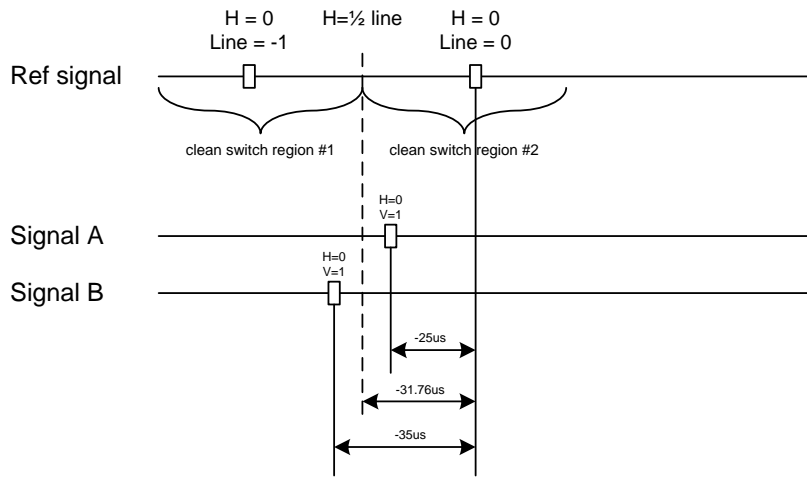 H = 0
Line = -1
H=½ line
H = 0
Line = 0
Ref signal
clean switch region #1
clean switch region #2
H=0
V=1
Signal A
H=0
V=1
Signal B
-25us
-31.76us
-35us